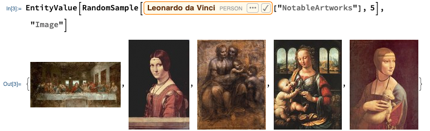 In[3]:= EntityValue[RandomSample[Leonardo da Vinci PERSON ["NotableArtworks"], 5],
"Image"]
Out[3]= { , , , , }